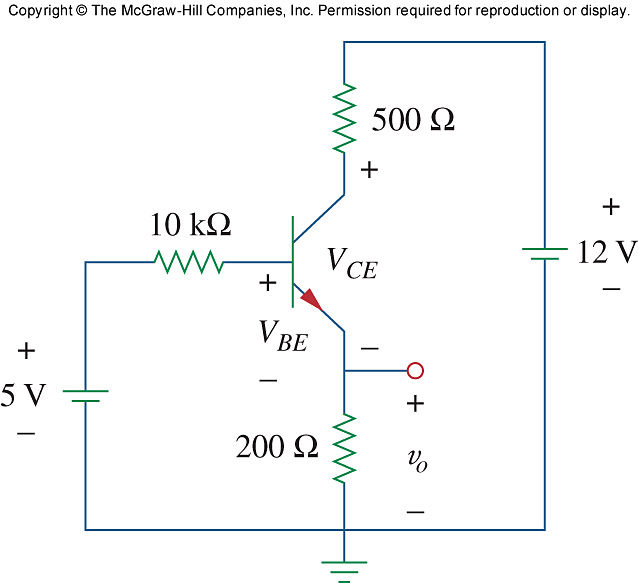 Copyright © The McGraw-Hill Companies, Inc. Permission required for reproduction or display.
500 Ω
+
10 kΩ
+
12 V
−
V_CE
+
V_BE
−
−
+
5 V
−
+
200 Ω
v_o
−